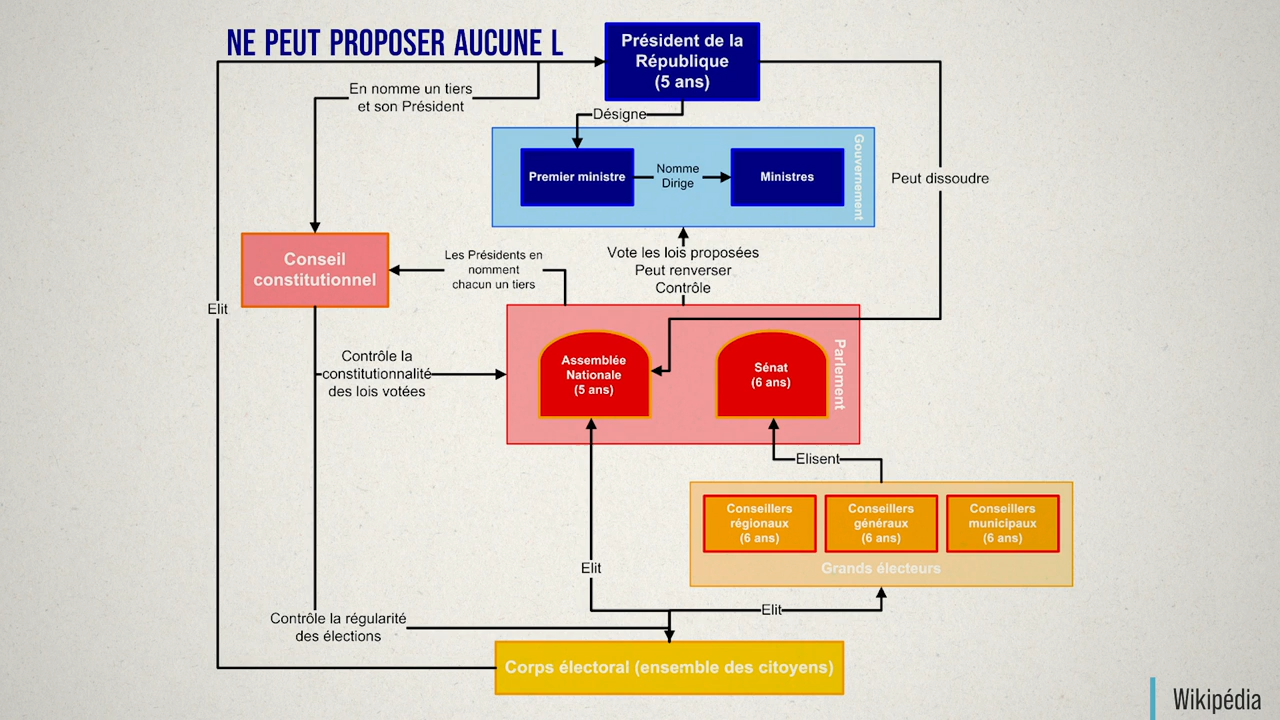 NE PEUT PROPOSER AUCUNE L
Président de la
République
(5 ans)
En nomme un tiers
et son Président
Désigne
Gouvernement
Premier ministre
Nomme
Dirige
Ministres
Peut dissoudre
Conseil
constitutionnel
Les Présidents en
nomment
chacun un tiers
Vote les lois proposées
Peut renverser
Contrôle
Elit
Contrôle la
constitutionnalité
des lois votées
Assemblée
Nationale
(5 ans)
Sénat
(6 ans)
Parlement
Elisent
Conseillers
régionaux
(6 ans)
Conseillers
généraux
(6 ans)
Conseillers
municipaux
(6 ans)
Grands électeurs
Elit
Elit
Contrôle la régularité
des élections
Corps électoral (ensemble des citoyens)
Wikipédia